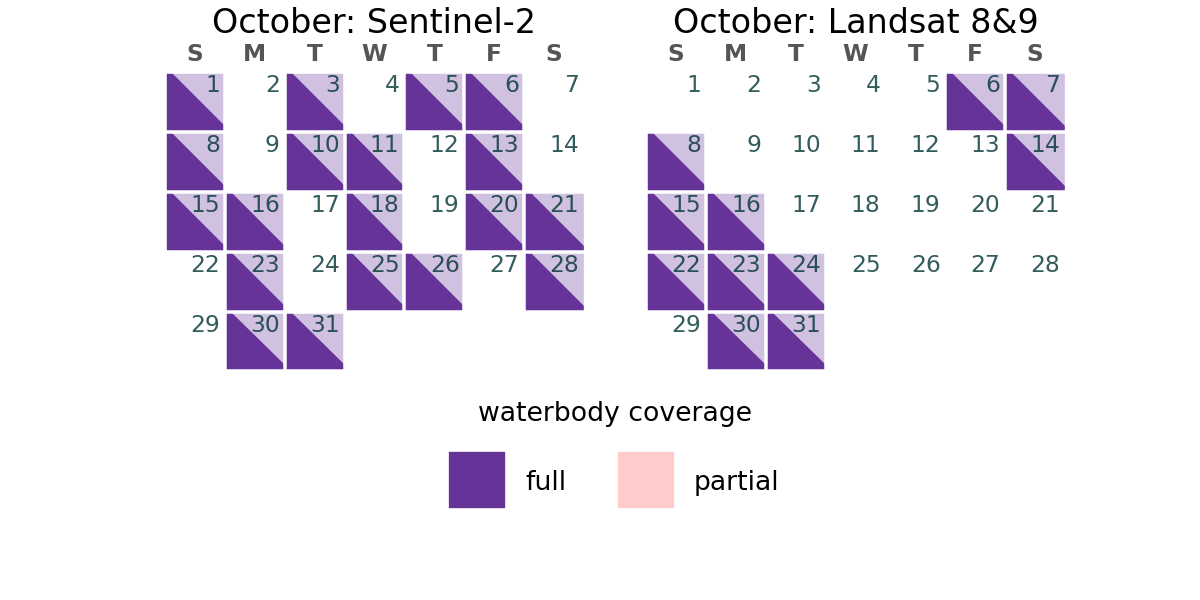 October: Sentinel-2
S M T W T F S
1 2 3 4 5 6 7
8 9 10 11 12 13 14
15 16 17 18 19 20 21
22 23 24 25 26 27 28
29 30 31
October: Landsat 8&9
S M T W T F S
1 2 3 4 5 6 7
8 9 10 11 12 13 14
15 16 17 18 19 20 21
22 23 24 25 26 27 28
29 30 31
waterbody coverage
full partial